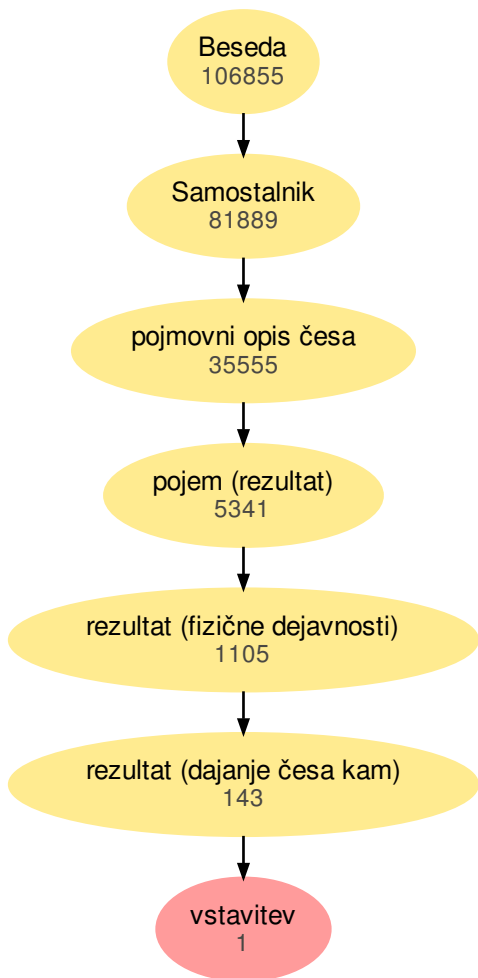 Beseda
106855
Samostalnik
81889
pojmovni opis česa
35555
pojem (rezultat)
5341
rezultat (fizične dejavnosti)
1105
rezultat (dajanje česa kam)
143
vstavitev
1